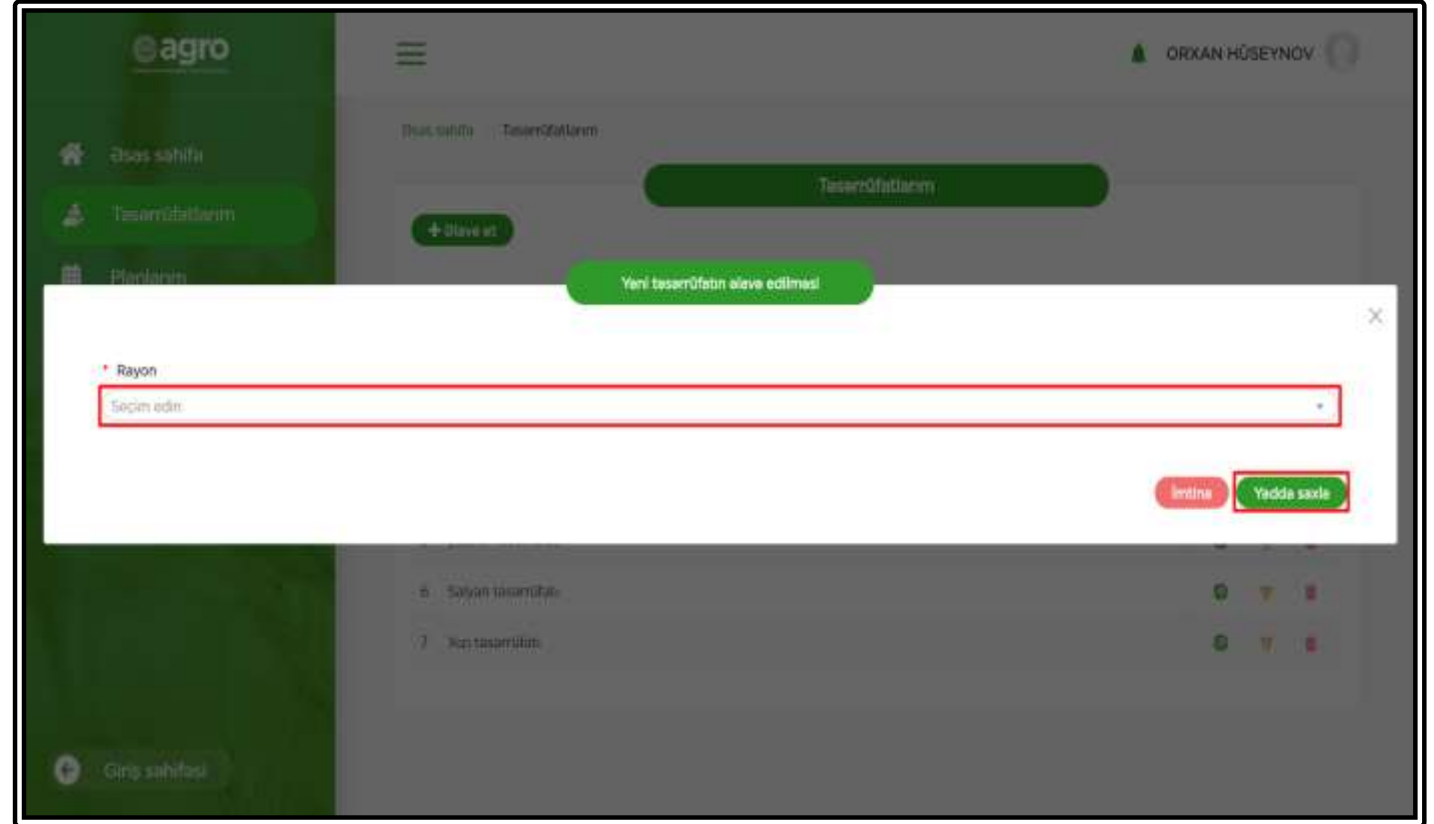 eagro
ORXAN HÜSEYNOV
Əsas səhifə Təsərrüfatlarım
Əsas səhifə
Təsərrüfatlarım
Təsərrüfatlarım
+ Əlavə et
Planlarım
Yeni təsərrüfatın əlavə edilməsi
* Rayon
Seçim edin
İmtina Yadda saxla
6 Salyan təsərrüfatı
7 Xızı təsərrüfatı
Giriş səhifəsi